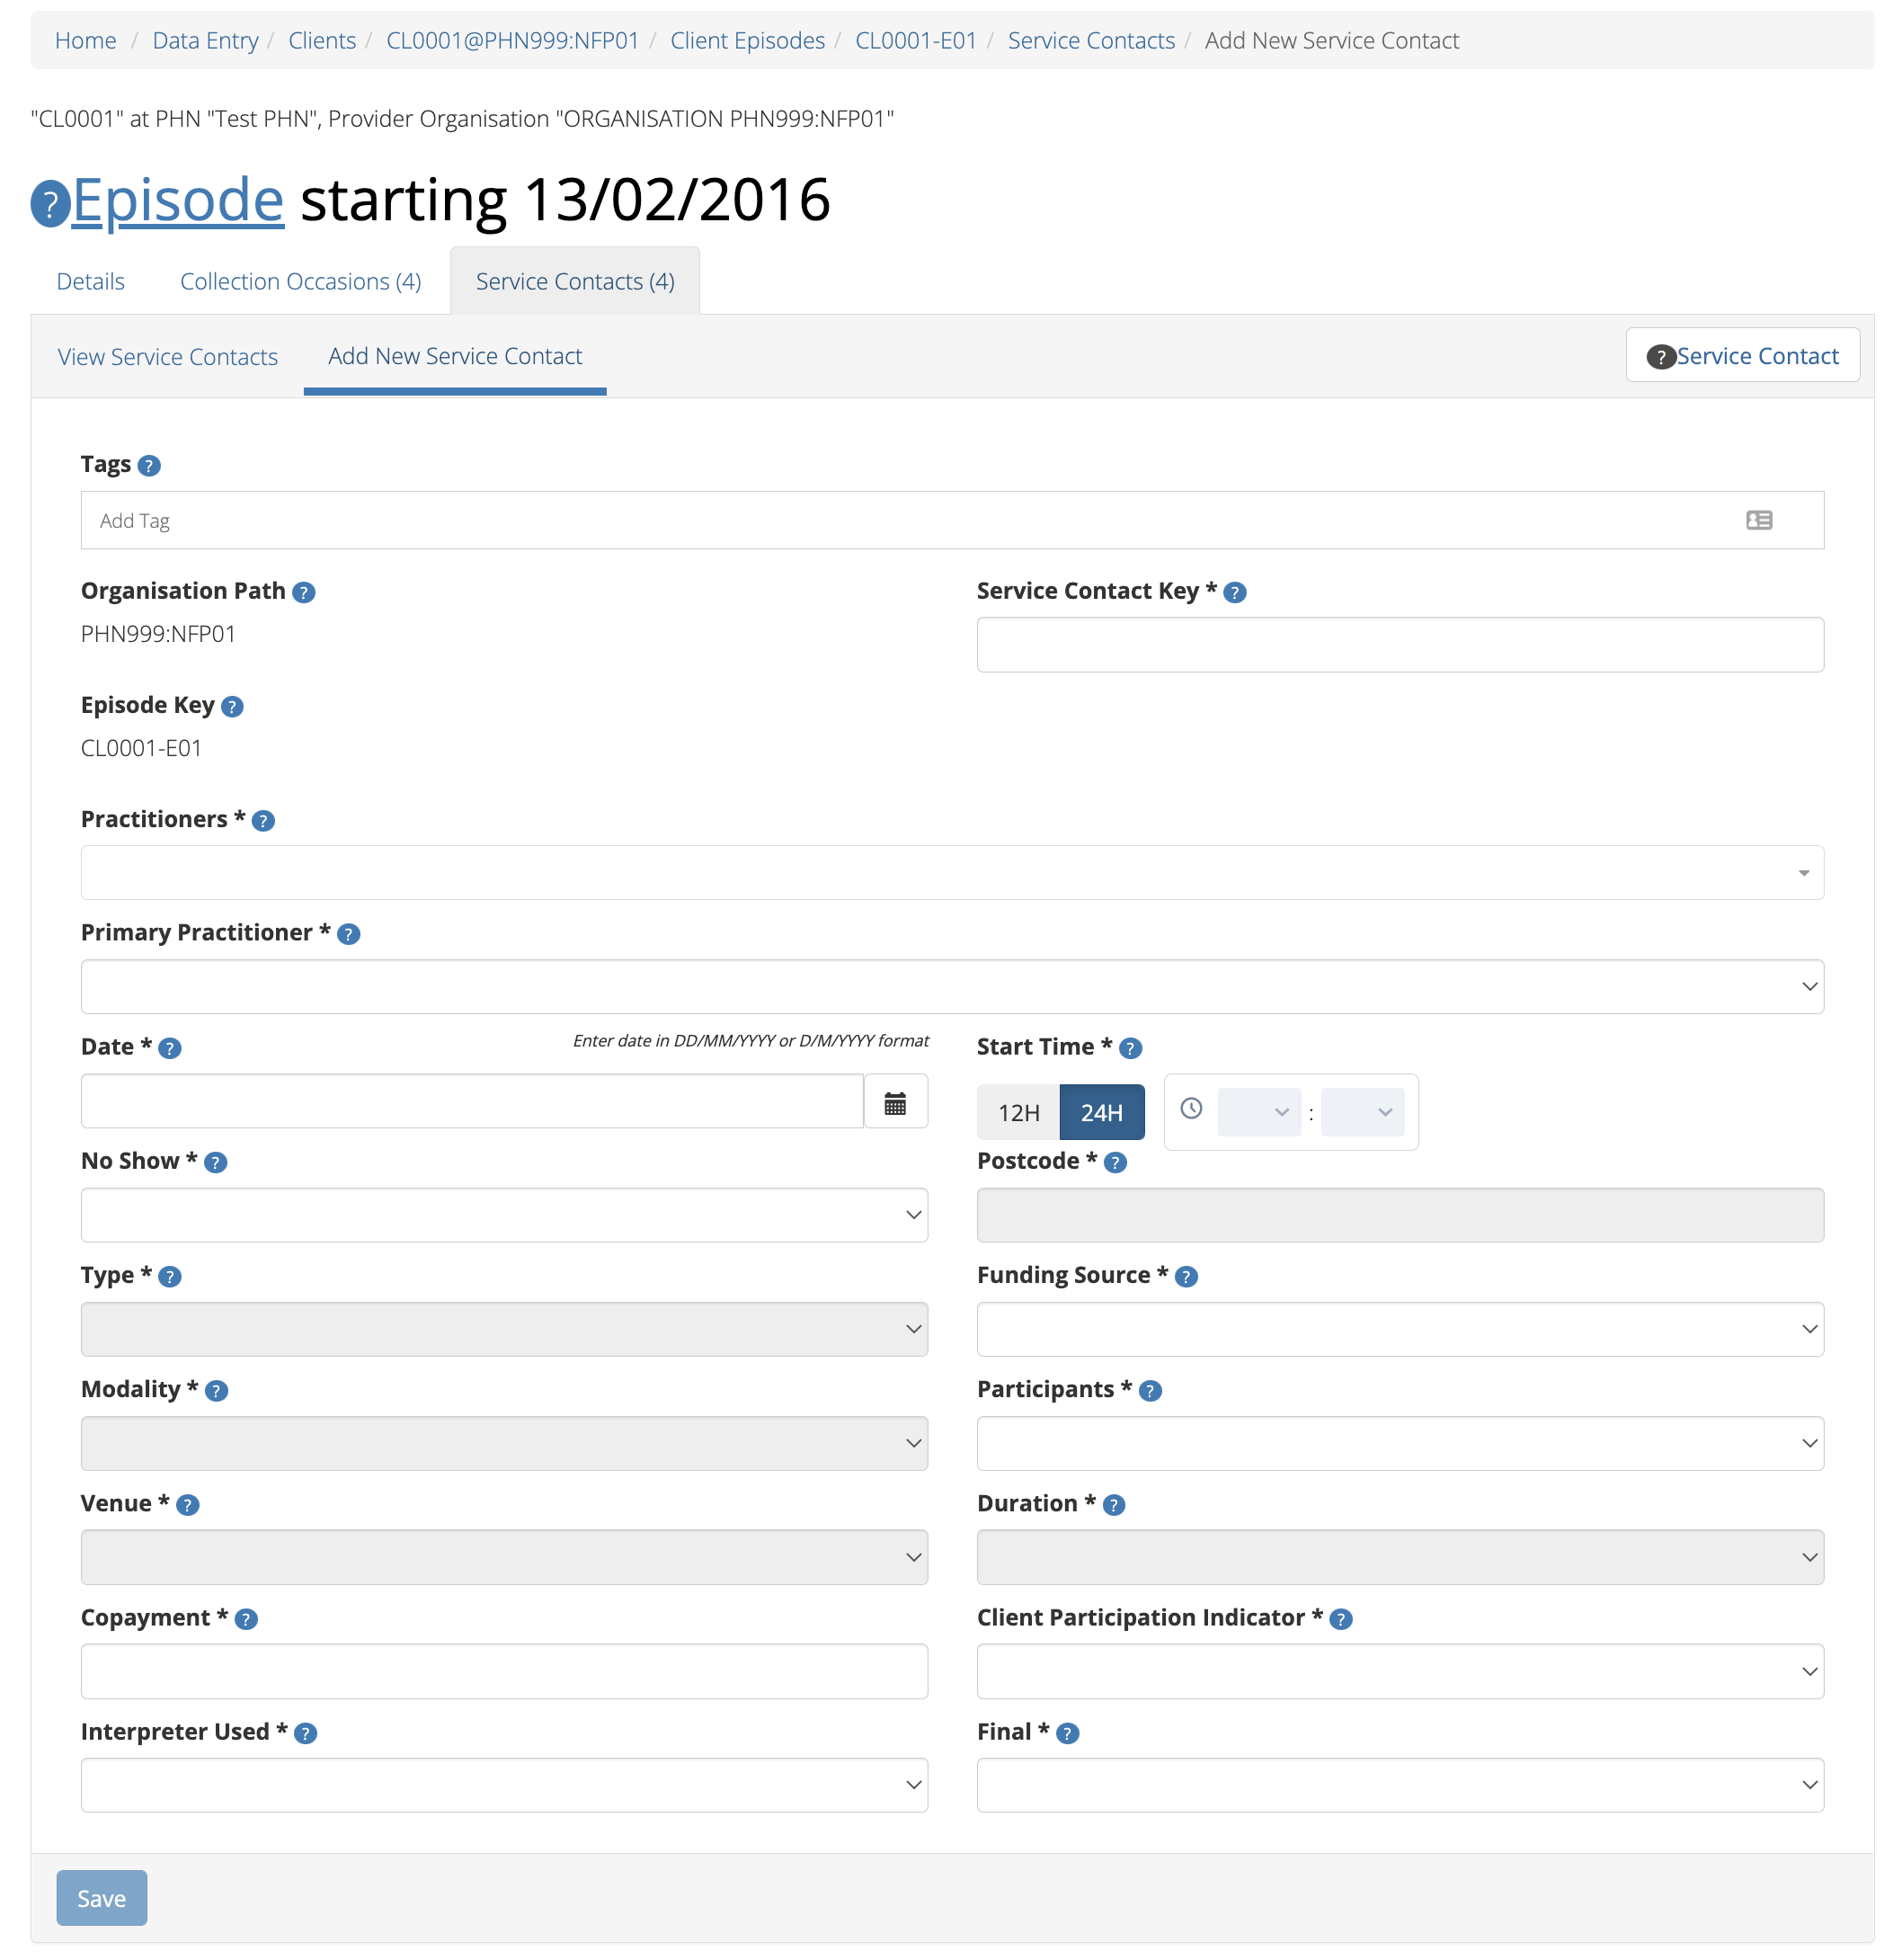 Home / Data Entry / Clients / CL0001@PHN999:NFP01 / Client Episodes / CL0001-E01 / Service Contacts / Add New Service Contact
"CL0001" at PHN "Test PHN", Provider Organisation "ORGANISATION PHN999:NFP01"
? Episode starting 13/02/2016
Details Collection Occasions (4) Service Contacts (4)
View Service Contacts Add New Service Contact ? Service Contact
Tags ?
Add Tag
Organisation Path ? Service Contact Key * ?
PHN999:NFP01
Episode Key ?
CL0001-E01
Practitioners * ?
Primary Practitioner * ?
Date * ? Enter date in DD/MM/YYYY or D/M/YYYY format Start Time * ?
12H 24H :
No Show * ? Postcode * ?
Type * ? Funding Source * ?
Modality * ? Participants * ?
Venue * ? Duration * ?
Copayment * ? Client Participation Indicator * ?
Interpreter Used * ? Final * ?
Save